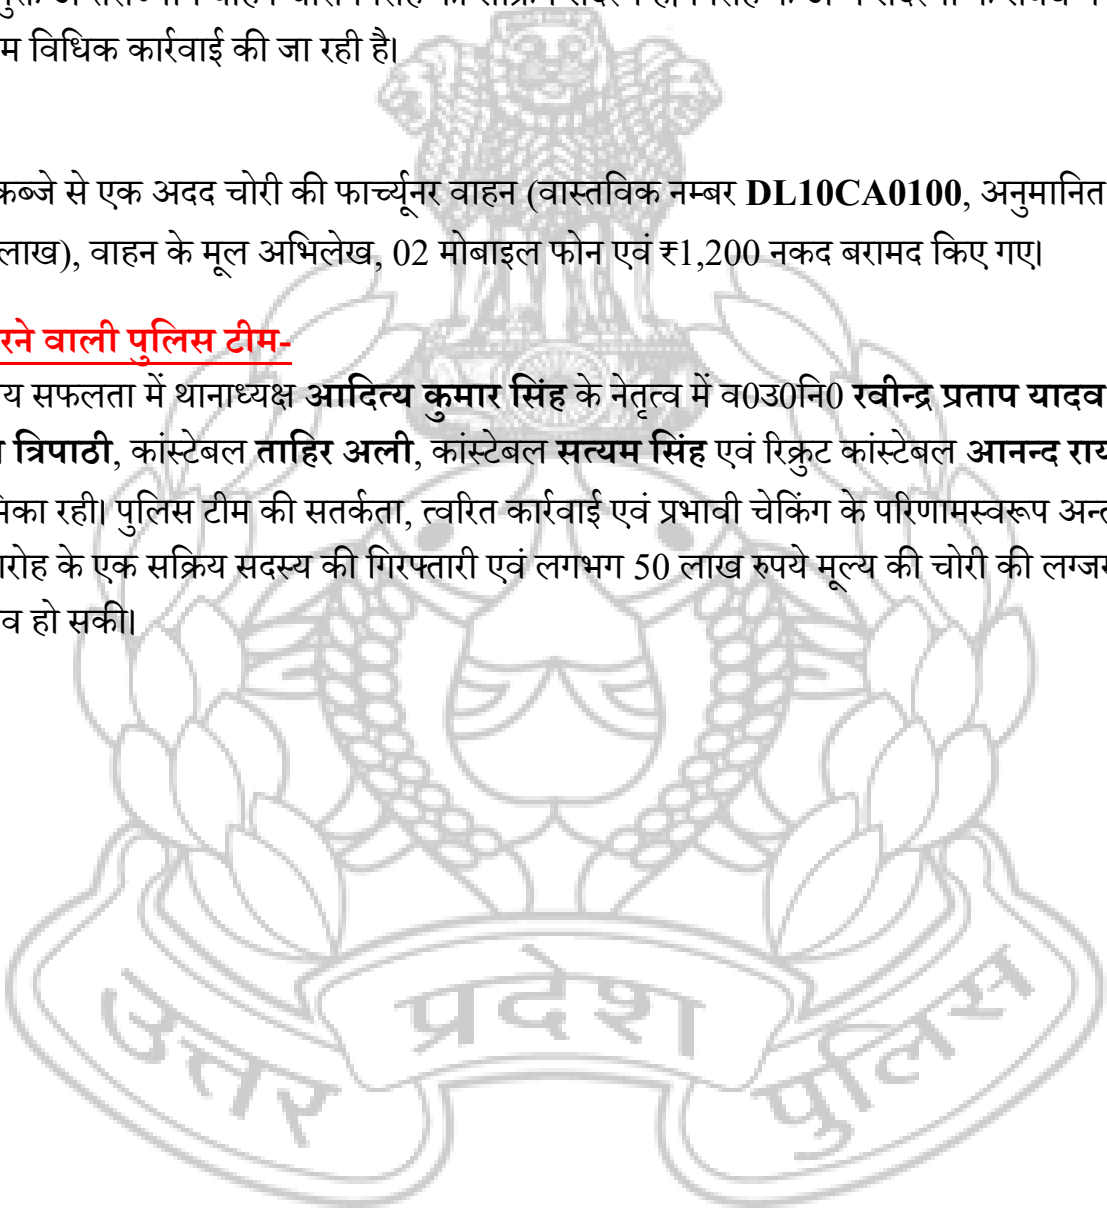 म विधिक कार्रवाई की जा रही है।
कब्जे से एक अदद चोरी की फार्च्यूनर वाहन (वास्तविक नम्बर DL10CA0100, अनुमानित
लाख), वाहन के मूल अभिलेख, 02 मोबाइल फोन एवं ₹1,200 नकद बरामद किए गए।
रने वाली पुलिस टीम-
य सफलता में थानाध्यक्ष आदित्य कुमार सिंह के नेतृत्व में व0उ0नि0 रवीन्द्र प्रताप यादव
त्रिपाठी, कांस्टेबल ताहिर अली, कांस्टेबल सत्यम सिंह एवं रिक्रुट कांस्टेबल आनन्द राय
मिका रही। पुलिस टीम की सतर्कता, त्वरित कार्रवाई एवं प्रभावी चेकिंग के परिणामस्वरूप अन्त
रोह के एक सक्रिय सदस्य की गिरफ्तारी एवं लगभग 50 लाख रुपये मूल्य की चोरी की लग्जर
व हो सकी।
उत्तर प्रदेश पुलिस